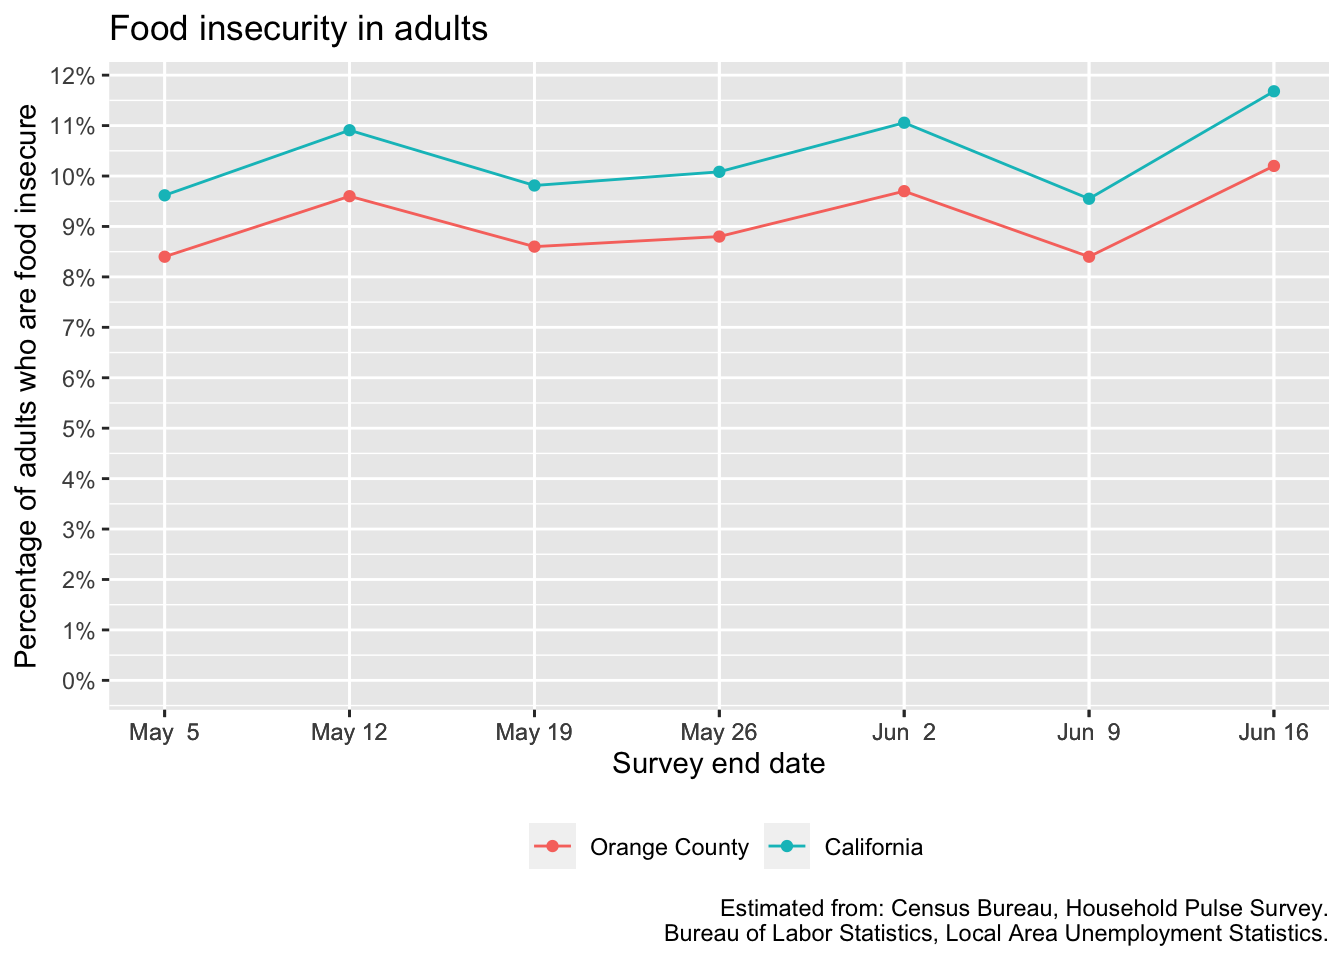 Food insecurity in adults
Percentage of adults who are food insecure
12%
11%
10%
9%
8%
7%
6%
5%
4%
3%
2%
1%
0%
May  5
May 12
May 19
May 26
Jun  2
Jun  9
Jun 16
Survey end date
Orange County
California
Estimated from: Census Bureau, Household Pulse Survey.
Bureau of Labor Statistics, Local Area Unemployment Statistics.